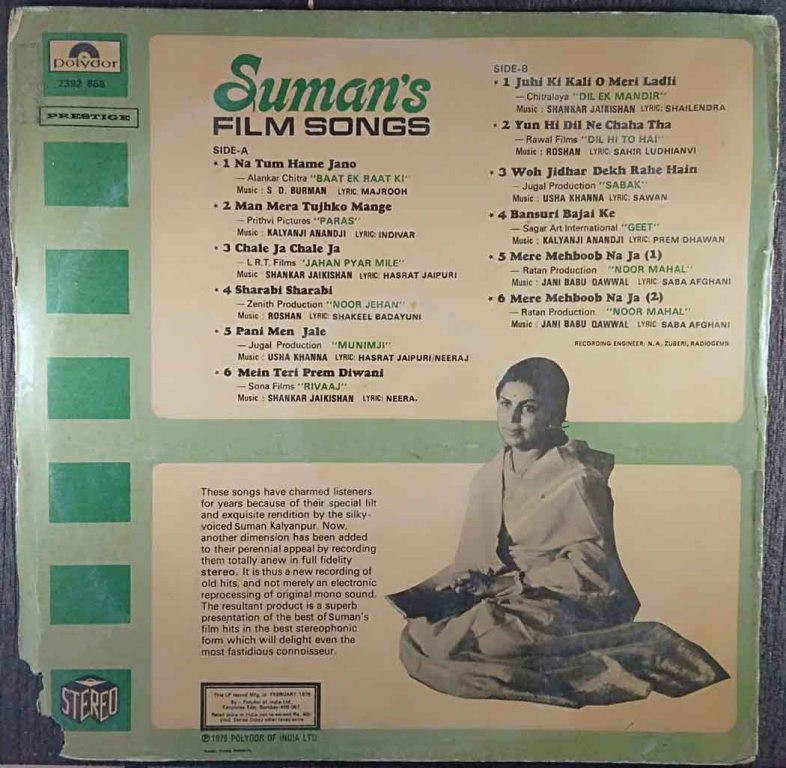 polydor
2392 868
PRESTIGE
Suman's
FILM SONGS
SIDE-A
* 1 Na Tum Hame Jano
— Alankar Chitra "BAAT EK RAAT KI"
Music : S D. BURMAN LYRIC: MAJROOH
* 2 Man Mera Tujhko Mange
— Prithvi Pictures "PARAS"
Music : KALYANJI ANANDJI LYRIC: INDIVAR
* 3 Chale Ja Chale Ja
— L.R.T. Films "JAHAN PYAR MILE"
Music : SHANKAR JAIKISHAN LYRIC: HASRAT JAIPURI
* 4 Sharabi Sharabi
— Zenith Production "NOOR JEHAN"
Music : ROSHAN LYRIC: SHAKEEL BADAYUNI
* 5 Pani Men Jale
— Jugal Production "MUNIMJI"
Music : USHA KHANNA LYRIC: HASRAT JAIPURI/NEERAJ
* 6 Mein Teri Prem Diwani
— Sona Films "RIVAAJ"
Music : SHANKAR JAIKISHAN LYRIC: NEERA.
SIDE-B
* 1 Juhi Ki Kali O Meri Ladli
— Chitralaya "DIL EK MANDIR"
Music : SHANKAR JAIKISHAN LYRIC: SHAILENDRA
* 2 Yun Hi Dil Ne Chaha Tha
— Rawal Films "DIL HI TO HAI"
Music : ROSHAN LYRIC: SAHIR LUDHIANVI
* 3 Woh Jidhar Dekh Rahe Hain
— Jugal Production "SABAK"
Music : USHA KHANNA LYRIC: SAWAN
* 4 Bansuri Bajai Ke
— Sagar Art International "GEET"
Music : KALYANJI ANANDJI LYRIC: PREM DHAWAN
* 5 Mere Mehboob Na Ja (1)
— Ratan Production "NOOR MAHAL"
Music : JANI BABU QAWWAL LYRIC: SABA AFGHANI
* 6 Mere Mehboob Na Ja (2)
— Ratan Production "NOOR MAHAL"
Music : JANI BABU QAWWAL LYRIC: SABA AFGHANI
RECORDING ENGINEER: N.A. ZUBERI, RADIOGEMS
These songs have charmed listeners
for years because of their special lilt
and exquisite rendition by the silky-
voiced Suman Kalyanpur. Now,
another dimension has been added
to their perennial appeal by recording
them totally anew in full fidelity
stereo. It is thus a new recording of
old hits, and not merely an electronic
reprocessing of original mono sound.
The resultant product is a superb
presentation of the best of Suman's
film hits in the best stereophonic
form which will delight even the
most fastidious connoisseur.
STEREO
This LP record Mfg. in FEBRUARY 1979
By : Polydor of India Ltd.
Bombay-400
Retail price in India not to exceed Rs.
other taxes extra
Ⓟ 1979 POLYDOR OF INDIA LTD.